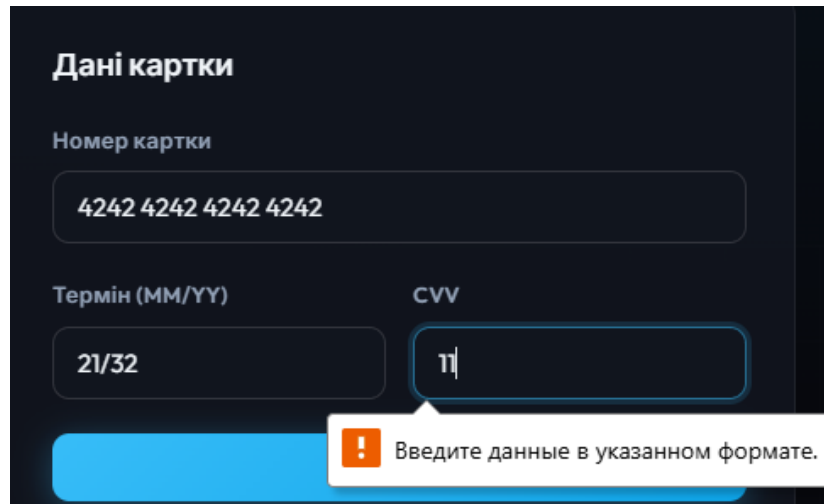 Дані картки
Номер картки
4242 4242 4242 4242
Термін (MM/YY)
CVV
21/32
11
Введите данные в указанном формате.